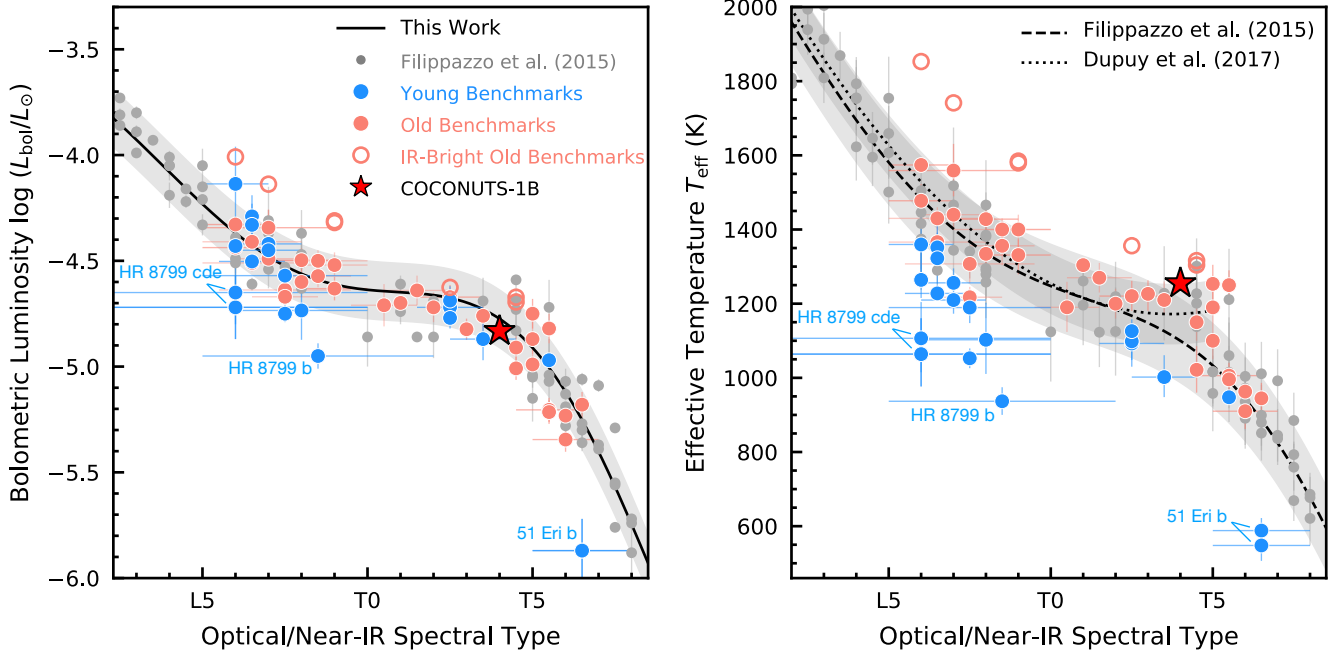 This Work
Filippazzo et al. (2015)
Young Benchmarks
Old Benchmarks
IR-Bright Old Benchmarks
COCONUTS-1B
HR 8799 cde
HR 8799 b
51 Eri b
−3.5
−4.0
−4.5
−5.0
−5.5
−6.0
Bolometric Luminosity log (L_bol/L_⊙)
L5
T0
T5
Optical/Near-IR Spectral Type
Filippazzo et al. (2015)
Dupuy et al. (2017)
HR 8799 cde
HR 8799 b
51 Eri b
2000
1800
1600
1400
1200
1000
800
600
Effective Temperature T_eff (K)
L5
T0
T5
Optical/Near-IR Spectral Type